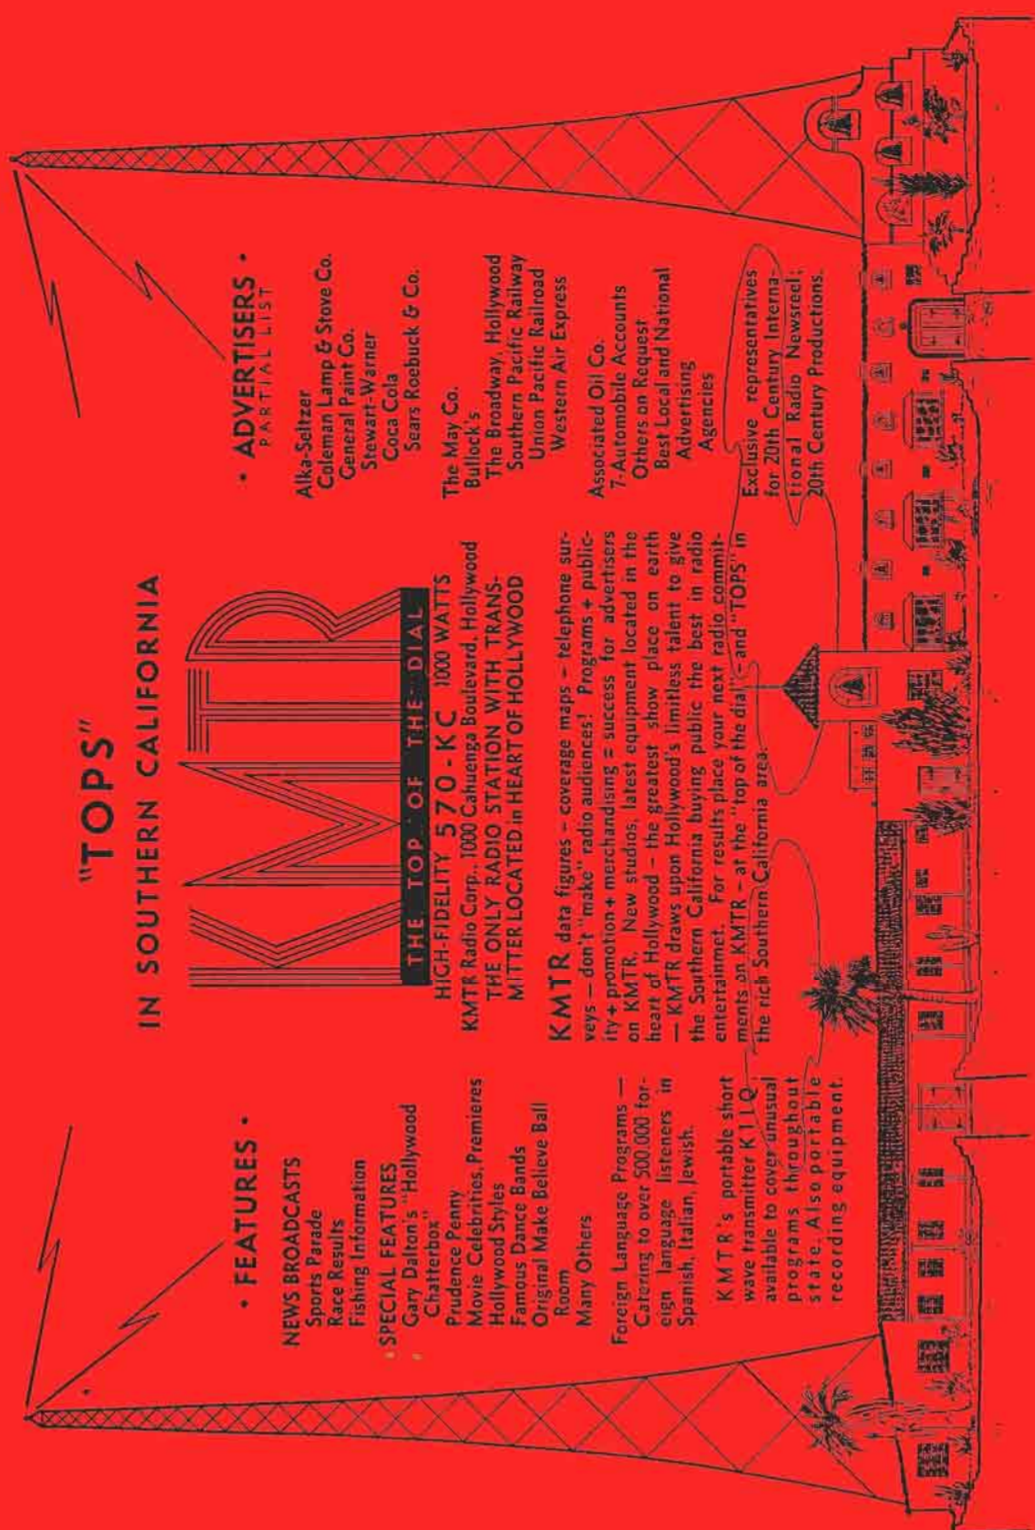 "TOPS"
IN SOUTHERN CALIFORNIA
KMTR
THE TOP OF THE DIAL
HIGH-FIDELITY 570-KC 1000 WATTS
KMTR Radio Corp., 1000 Cahuenga Boulevard, Hollywood
THE ONLY RADIO STATION WITH TRANS-
MITTER LOCATED in HEART OF HOLLYWOOD
KMTR data figures – coverage maps – telephone sur-
veys – don't "make" radio audiences! Programs + public-
ity + promotion + merchandising = success for advertisers
on KMTR. New studios, latest equipment located in the
heart of Hollywood – the greatest show place on earth
— KMTR draws upon Hollywood's limitless talent to give
the Southern California buying public the best in radio
entertainmet. For results place your next radio commit-
ments on KMTR – at the "top of the dial" – and "TOPS" in
the rich Southern California area.
• FEATURES •
NEWS BROADCASTS
Sports Parade
Race Results
Fishing Information
SPECIAL FEATURES
Gary Dalton's "Hollywood
Chatterbox"
Prudence Penny
Movie Celebrities, Premieres
Hollywood Styles
Famous Dance Bands
Original Make Believe Ball
Room
Many Others
Foreign Language Programs —
Catering to over 500,000 for-
eign language listeners in
Spanish, Italian, Jewish.
KMTR's portable short
wave transmitter K11Q
available to cover unusual
programs throughout
state. Also portable
recording equipment.
• ADVERTISERS •
PARTIAL LIST
Alka-Seltzer
Coleman Lamp & Stove Co.
General Paint Co.
Stewart-Warner
Coca Cola
Sears Roebuck & Co.
The May Co.
Bullock's
The Broadway, Hollywood
Southern Pacific Railway
Union Pacific Railroad
Western Air Express
Associated Oil Co.
7-Automobile Accounts
Others on Request
Best Local and National
Advertising
Agencies
Exclusive representatives
for 20th Century Interna-
tional Radio Newsreel;
20th Century Productions.